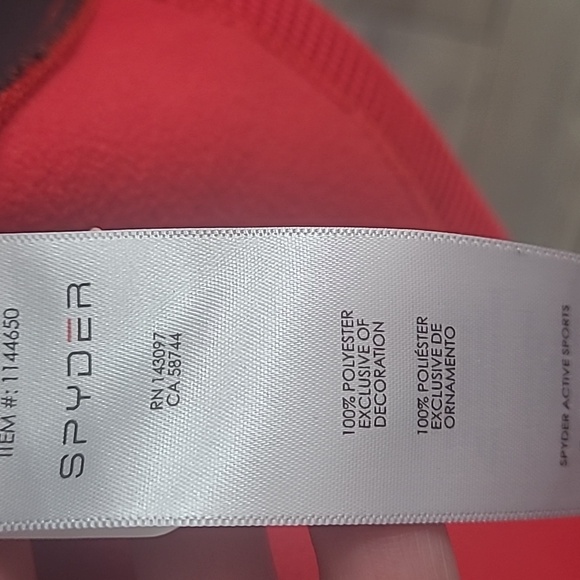 ITEM #: 1144650
SPYDER
RN 143097
CA 58744
100% POLYESTER
EXCLUSIVE OF
DECORATION
100% POLIÉSTER
EXCLUSIVE DE
ORNAMENTO
SPYDER ACTIVE SPORTS